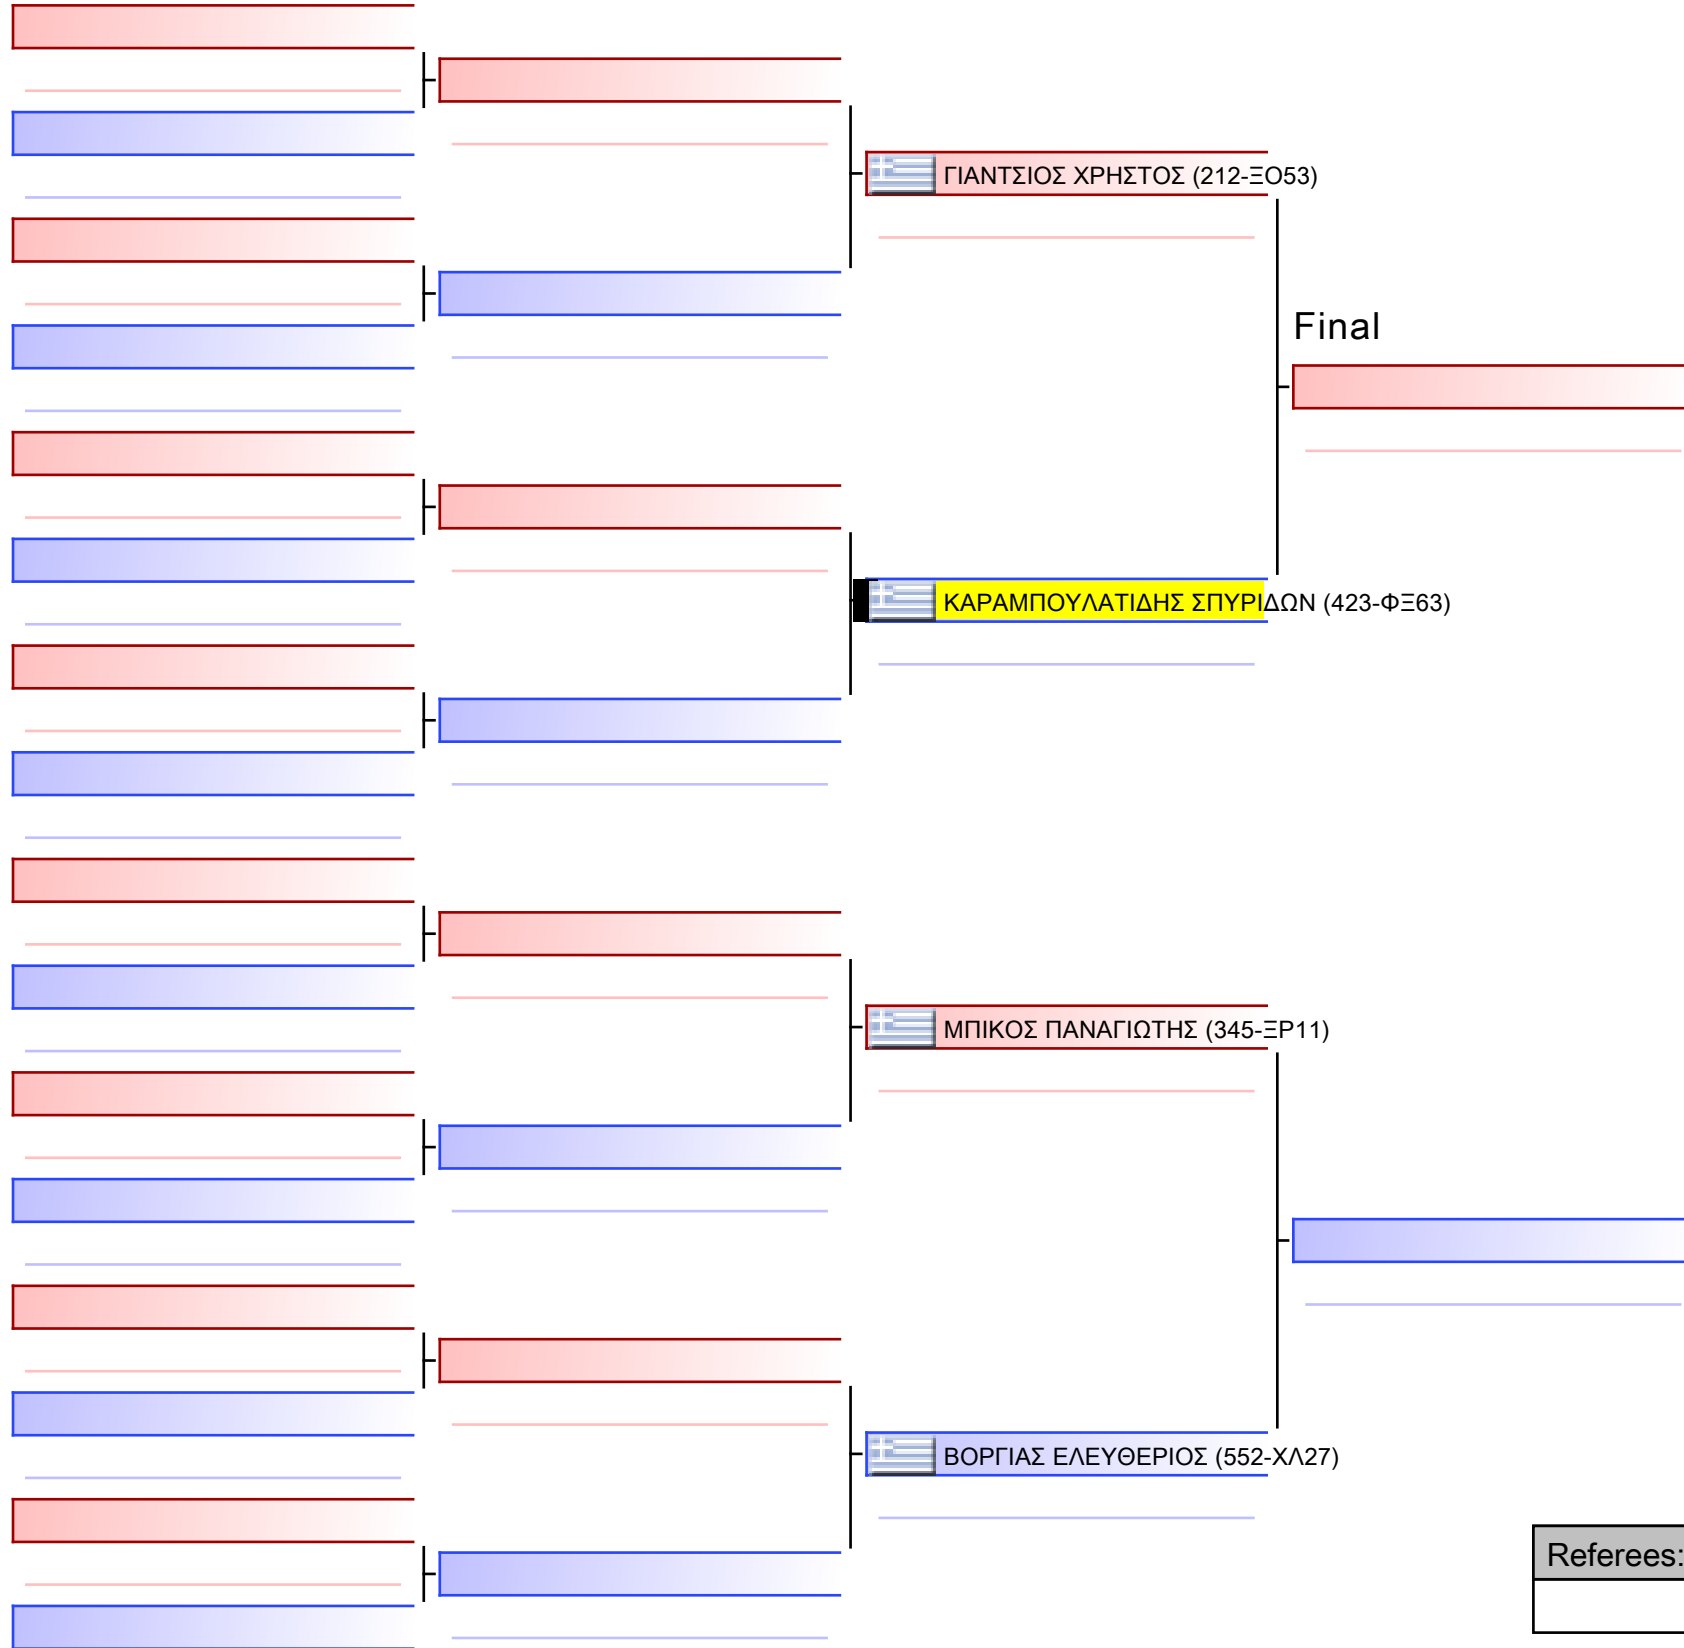 ΓΙΑΝΤΣΙΟΣ ΧΡΗΣΤΟΣ (212-ΞΟ53)
Final
ΚΑΡΑΜΠΟΥΛΑΤΙΔΗΣ ΣΠΥΡΙΔΩΝ (423-ΦΞ63)
ΜΠΙΚΟΣ ΠΑΝΑΓΙΩΤΗΣ (345-ΞΡ11)
ΒΟΡΓΙΑΣ ΕΛΕΥΘΕΡΙΟΣ (552-ΧΛ27)
Referees: